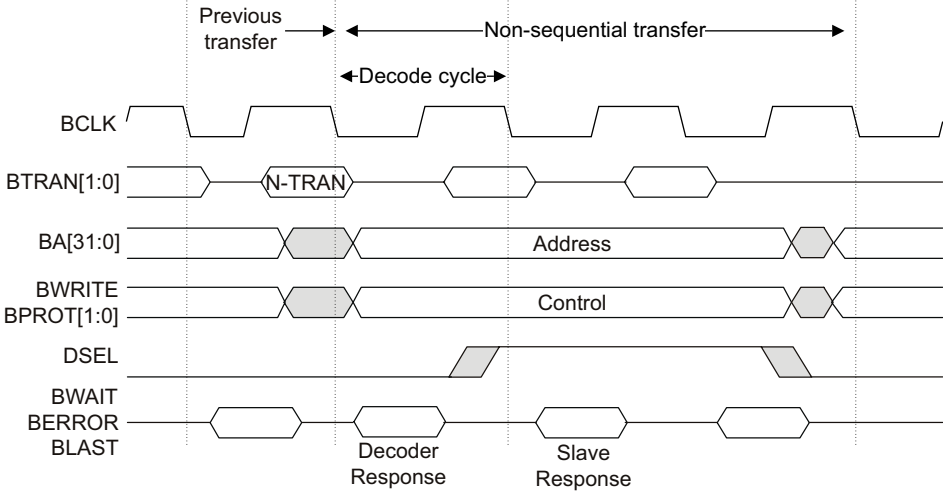 Previous
transfer
Non-sequential transfer
Decode cycle
BCLK
BTRAN[1:0]
N-TRAN
BA[31:0]
Address
BWRITE
BPROT[1:0]
Control
DSEL
BWAIT
BERROR
BLAST
Decoder
Response
Slave
Response